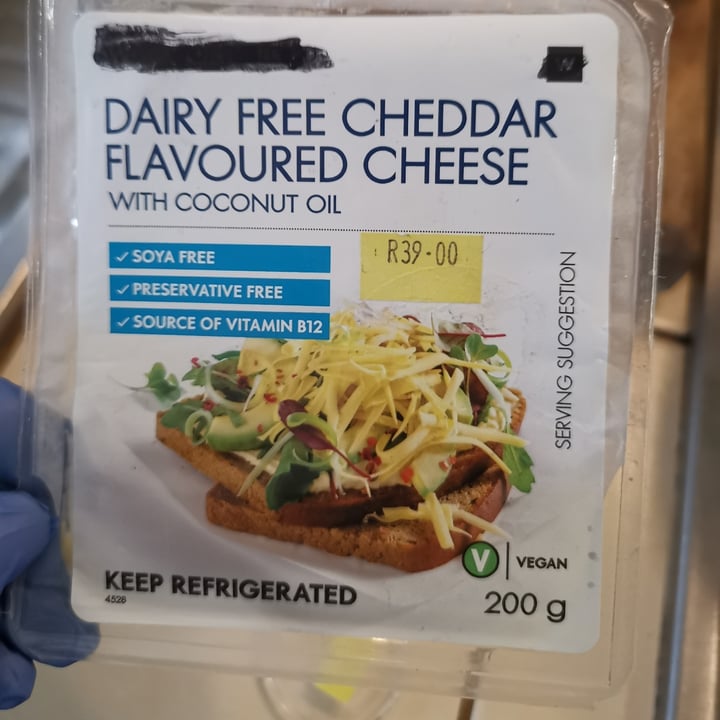 DAIRY FREE CHEDDAR
FLAVOURED CHEESE
WITH COCONUT OIL
✓ SOYA FREE
✓ PRESERVATIVE FREE
✓ SOURCE OF VITAMIN B12
R39·00
SERVING SUGGESTION
V | VEGAN
KEEP REFRIGERATED
4528
200 g